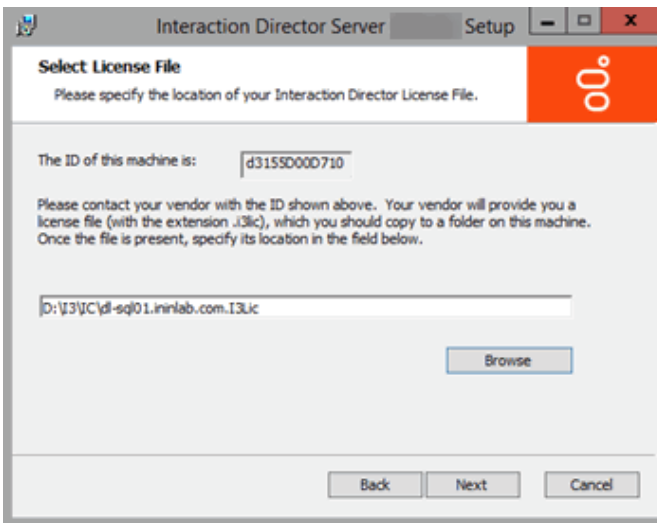 Interaction Director Server Setup
Select License File
Please specify the location of your Interaction Director License File.
The ID of this machine is: d3155D00D710
Please contact your vendor with the ID shown above. Your vendor will provide you a
license file (with the extension .i3lic), which you should copy to a folder on this machine.
Once the file is present, specify its location in the field below.
D:\I3\IC\dl-sql01.ininlab.com.I3Lic
Browse
Back Next Cancel